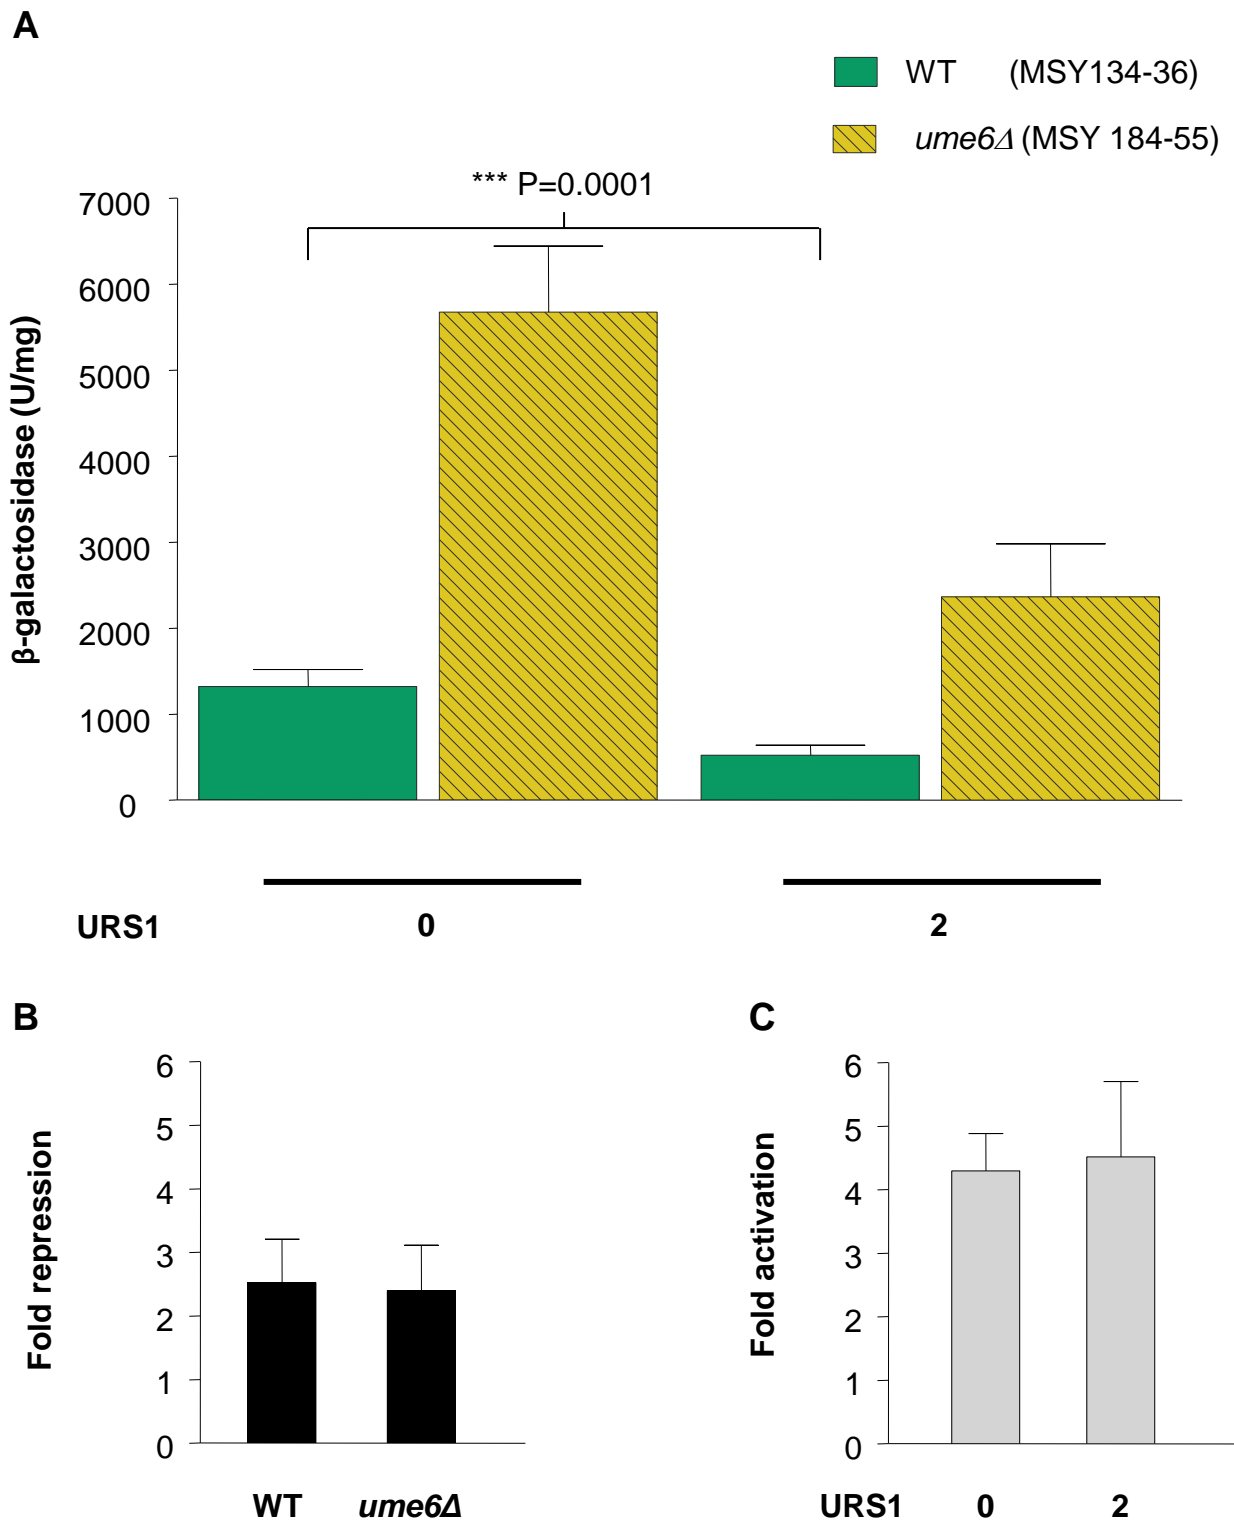 A
WT (MSY134-36)
ume6Δ (MSY 184-55)
*** P=0.0001
7000
6000
5000
4000
3000
2000
1000
0
β-galactosidase (U/mg)
URS1 0 2
B
6
5
4
3
2
1
0
Fold repression
WT ume6Δ
C
6
5
4
3
2
1
0
Fold activation
URS1 0 2